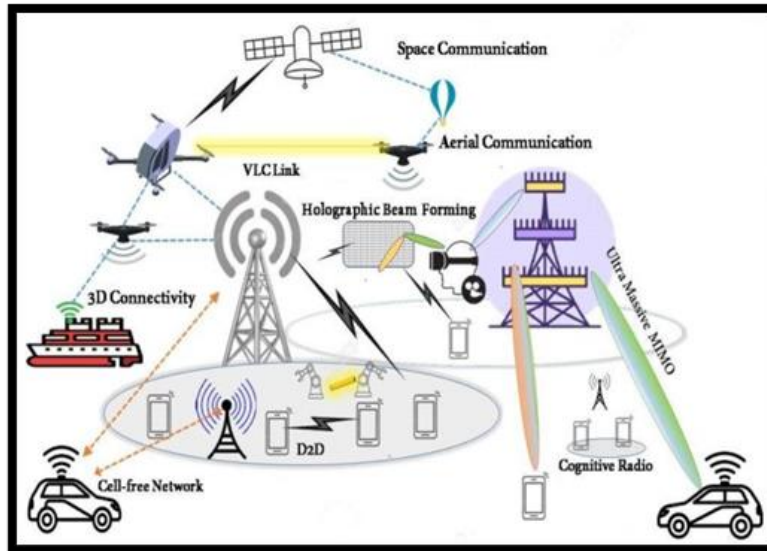 Space Communication
Aerial Communication
VLC Link
Holographic Beam Forming
3D Connectivity
Ultra Massive MIMO
D2D
Cell-free Network
Cognitive Radio